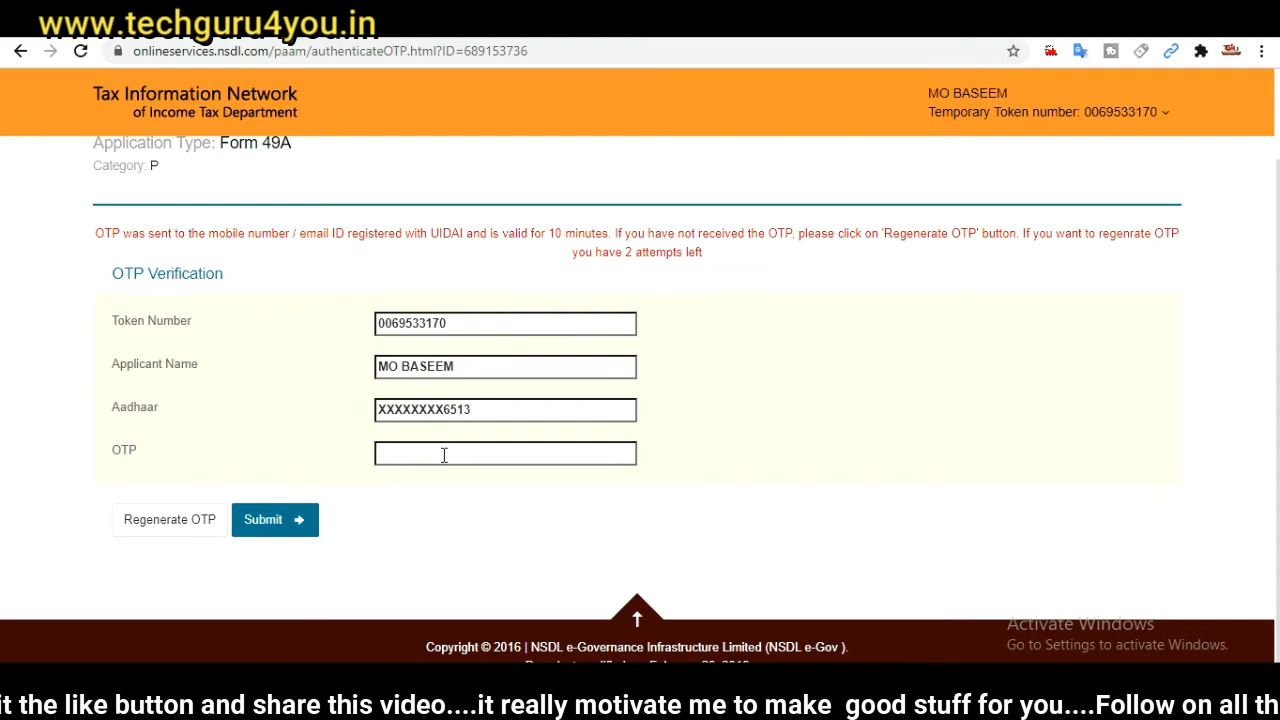 www.techguru4you.in
onlineservices.nsdl.com/paam/authenticateOTP.html?ID=689153736
Tax Information Network
of Income Tax Department
MO BASEEM
Temporary Token number: 0069533170
Application Type: Form 49A
Category: P
OTP was sent to the mobile number / email ID registered with UIDAI and is valid for 10 minutes. If you have not received the OTP, please click on 'Regenerate OTP' button. If you want to regenrate OTP
you have 2 attempts left
OTP Verification
Token Number
0069533170
Applicant Name
MO BASEEM
Aadhaar
XXXXXXXX6513
OTP
Regenerate OTP
Submit
Activate Windows
Go to Settings to activate Windows.
Copyright © 2016 | NSDL e-Governance Infrastructure Limited (NSDL e-Gov ).
it the like button and share this video....it really motivate me to make good stuff for you....Follow on all th